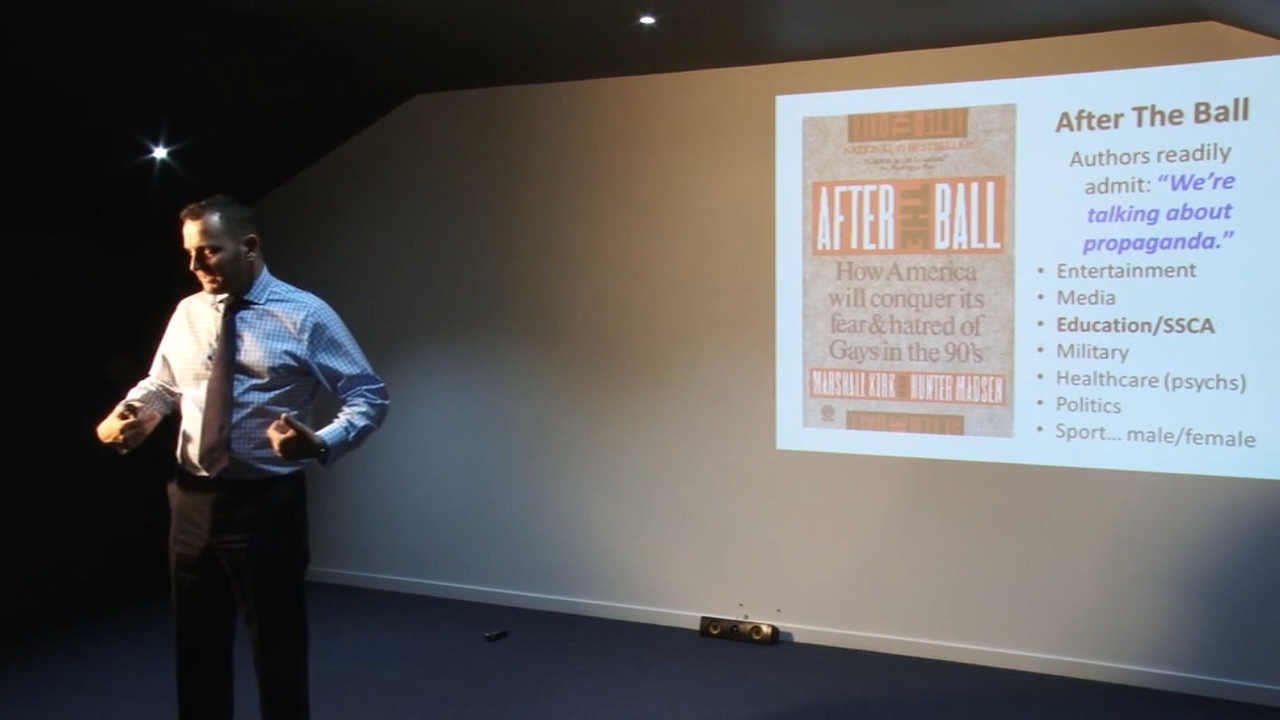 NATIONAL BESTSELLER
AFTER THE BALL
How America
will conquer its
fear & hatred of
Gays in the 90's
MARSHALL KIRK HUNTER MADSEN
After The Ball
Authors readily
admit: “We’re
talking about
propaganda.”
• Entertainment
• Media
• Education/SSCA
• Military
• Healthcare (psychs)
• Politics
• Sport... male/female